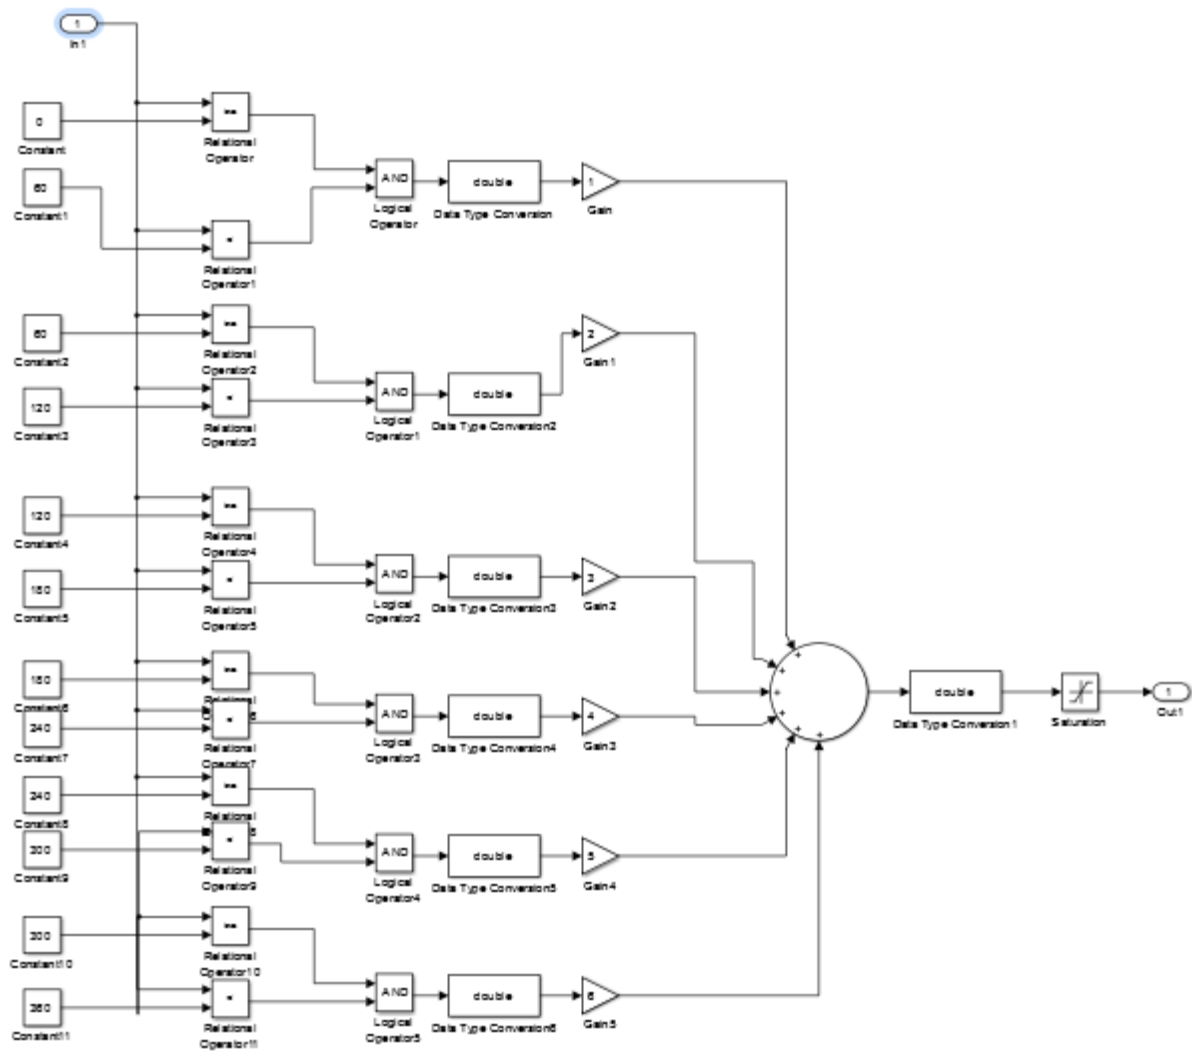 1
In1
0
Constant
>=
Relational
Operator
60
Constant1
<
Relational
Operator1
AND
Logical
Operator
double
Data Type Conversion
1
Gain
60
Constant2
>=
Relational
Operator2
120
Constant3
<
Relational
Operator3
AND
Logical
Operator1
double
Data Type Conversion2
2
Gain1
120
Constant4
>=
Relational
Operator4
180
Constant5
<
Relational
Operator5
AND
Logical
Operator2
double
Data Type Conversion3
3
Gain2
180
Constant6
>=
Relational
240
Constant7
<
Relational
Operator7
AND
Logical
Operator3
double
Data Type Conversion4
4
Gain3
240
Constant8
>=
Relational
300
Constant9
<
Relational
Operator9
AND
Logical
Operator4
double
Data Type Conversion5
5
Gain4
300
Constant10
>=
Relational
Operator10
360
Constant11
<
Relational
Operator11
AND
Logical
Operator5
double
Data Type Conversion6
6
Gain5
+
+
+
+
+
+
double
Data Type Conversion1
Saturation
1
Out1